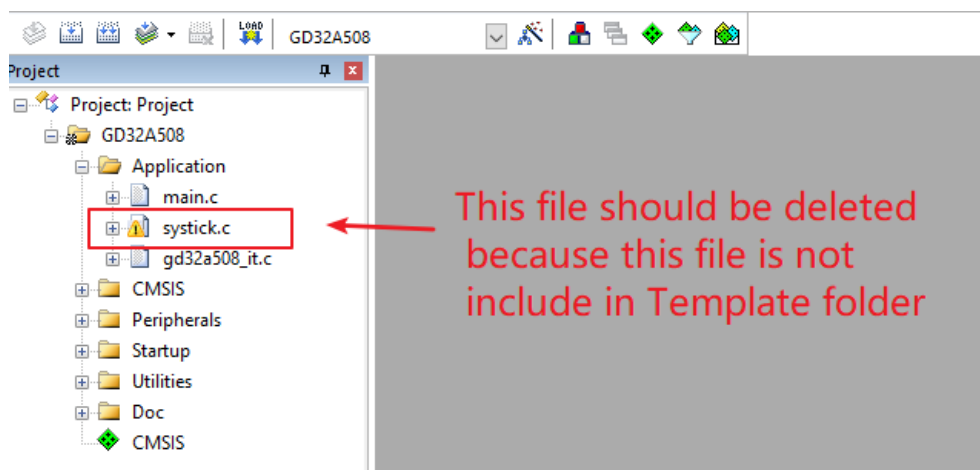 LOAD
GD32A508
Project
Project: Project
GD32A508
Application
main.c
systick.c
gd32a508_it.c
CMSIS
Peripherals
Startup
Utilities
Doc
CMSIS
This file should be deleted
because this file is not
include in Template folder